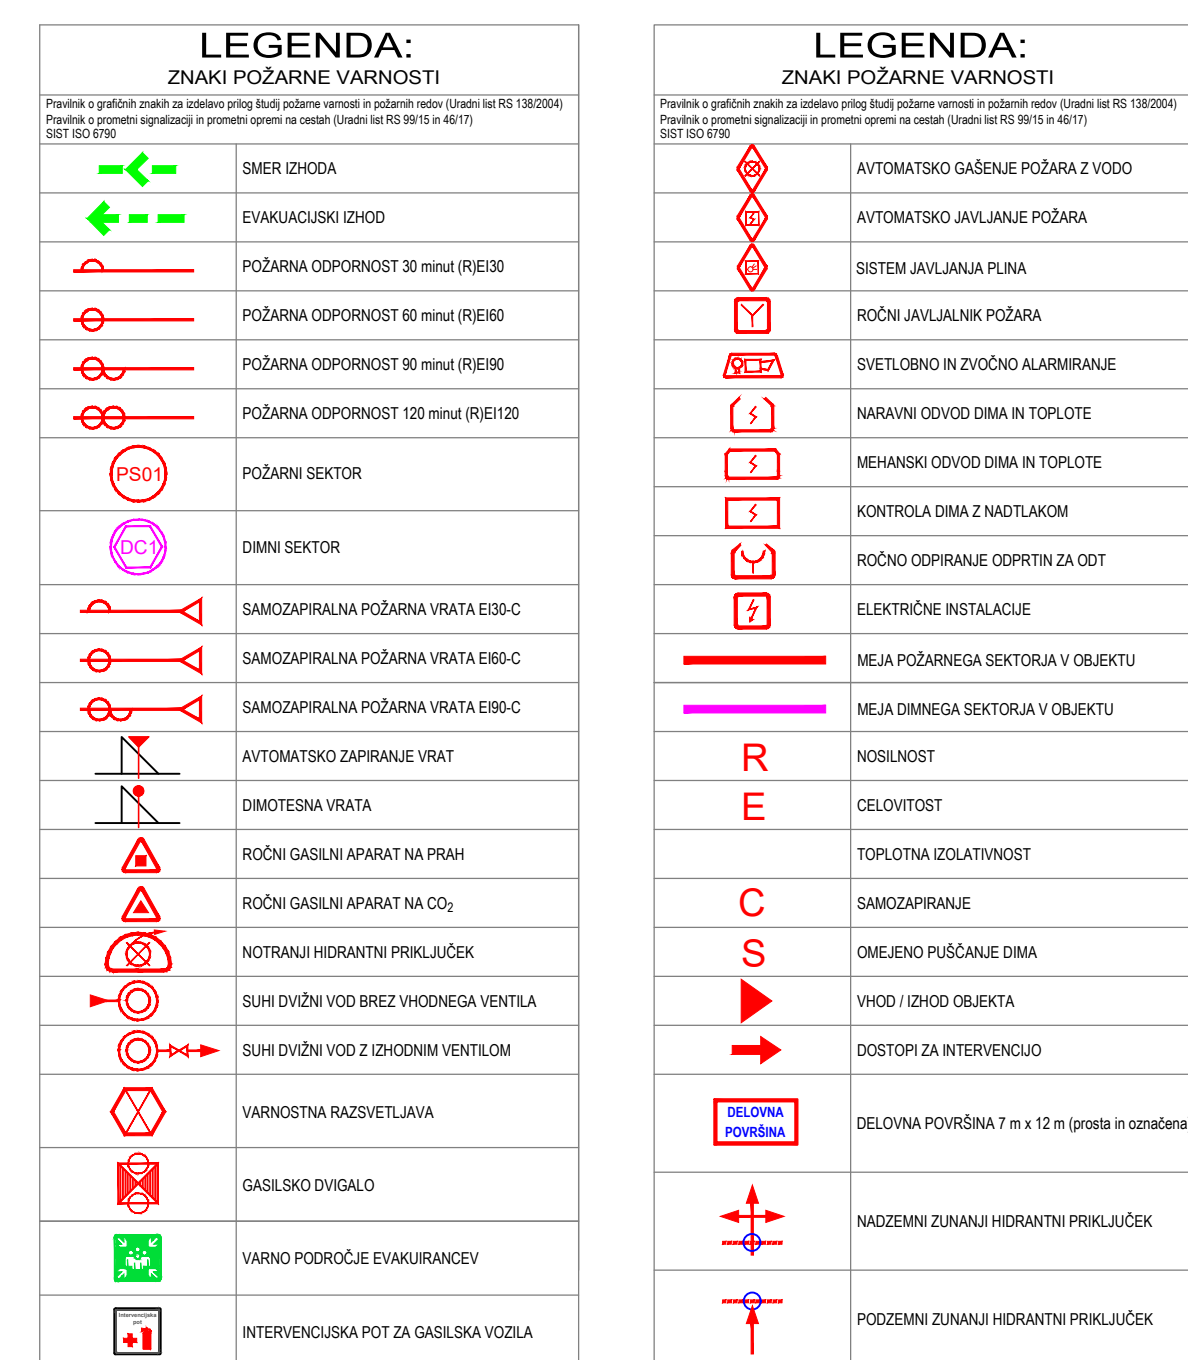 LEGENDA:
ZNAKI POŽARNE VARNOSTI
Pravilnik o grafičnih znakih za izdelavo prilog študij požarne varnosti in požarnih redov (Uradni list RS 138/2004)
Pravilnik o prometni signalizaciji in prometni opremi na cestah (Uradni list RS 99/15 in 46/17)
SIST ISO 6790
SMER IZHODA
EVAKUACIJSKI IZHOD
POŽARNA ODPORNOST 30 minut (R)EI30
POŽARNA ODPORNOST 60 minut (R)EI60
POŽARNA ODPORNOST 90 minut (R)EI90
POŽARNA ODPORNOST 120 minut (R)EI120
PS01 POŽARNI SEKTOR
DC1 DIMNI SEKTOR
SAMOZAPIRALNA POŽARNA VRATA EI30-C
SAMOZAPIRALNA POŽARNA VRATA EI60-C
SAMOZAPIRALNA POŽARNA VRATA EI90-C
AVTOMATSKO ZAPIRANJE VRAT
DIMOTESNA VRATA
ROČNI GASILNI APARAT NA PRAH
ROČNI GASILNI APARAT NA CO2
NOTRANJI HIDRANTNI PRIKLJUČEK
SUHI DVIŽNI VOD BREZ VHODNEGA VENTILA
SUHI DVIŽNI VOD Z IZHODNIM VENTILOM
VARNOSTNA RAZSVETLJAVA
GASILSKO DVIGALO
VARNO PODROČJE EVAKUIRANCEV
Intervencijska
pot
INTERVENCIJSKA POT ZA GASILSKA VOZILA
LEGENDA:
ZNAKI POŽARNE VARNOSTI
Pravilnik o grafičnih znakih za izdelavo prilog študij požarne varnosti in požarnih redov (Uradni list RS 138/2004)
Pravilnik o prometni signalizaciji in prometni opremi na cestah (Uradni list RS 99/15 in 46/17)
SIST ISO 6790
AVTOMATSKO GAŠENJE POŽARA Z VODO
AVTOMATSKO JAVLJANJE POŽARA
SISTEM JAVLJANJA PLINA
ROČNI JAVLJALNIK POŽARA
SVETLOBNO IN ZVOČNO ALARMIRANJE
NARAVNI ODVOD DIMA IN TOPLOTE
MEHANSKI ODVOD DIMA IN TOPLOTE
KONTROLA DIMA Z NADTLAKOM
ROČNO ODPIRANJE ODPRTIN ZA ODT
ELEKTRIČNE INSTALACIJE
MEJA POŽARNEGA SEKTORJA V OBJEKTU
MEJA DIMNEGA SEKTORJA V OBJEKTU
R NOSILNOST
E CELOVITOST
TOPLOTNA IZOLATIVNOST
C SAMOZAPIRANJE
S OMEJENO PUŠČANJE DIMA
VHOD / IZHOD OBJEKTA
DOSTOPI ZA INTERVENCIJO
DELOVNA
POVRŠINA
DELOVNA POVRŠINA 7 m x 12 m (prosta in označena
NADZEMNI ZUNANJI HIDRANTNI PRIKLJUČEK
PODZEMNI ZUNANJI HIDRANTNI PRIKLJUČEK